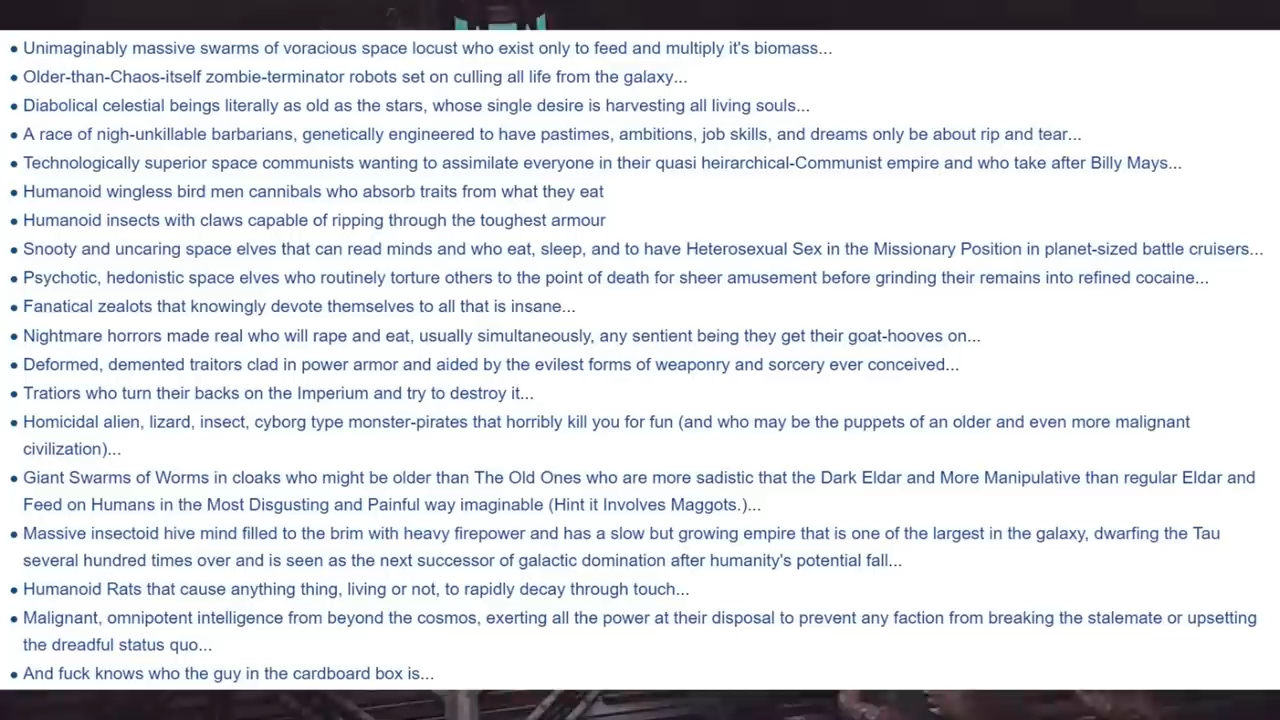 • Unimaginably massive swarms of voracious space locust who exist only to feed and multiply it's biomass...
• Older-than-Chaos-itself zombie-terminator robots set on culling all life from the galaxy...
• Diabolical celestial beings literally as old as the stars, whose single desire is harvesting all living souls...
• A race of nigh-unkillable barbarians, genetically engineered to have pastimes, ambitions, job skills, and dreams only be about rip and tear...
• Technologically superior space communists wanting to assimilate everyone in their quasi heirarchical-Communist empire and who take after Billy Mays...
• Humanoid wingless bird men cannibals who absorb traits from what they eat
• Humanoid insects with claws capable of ripping through the toughest armour
• Snooty and uncaring space elves that can read minds and who eat, sleep, and to have Heterosexual Sex in the Missionary Position in planet-sized battle cruisers...
• Psychotic, hedonistic space elves who routinely torture others to the point of death for sheer amusement before grinding their remains into refined cocaine...
• Fanatical zealots that knowingly devote themselves to all that is insane...
• Nightmare horrors made real who will rape and eat, usually simultaneously, any sentient being they get their goat-hooves on...
• Deformed, demented traitors clad in power armor and aided by the evilest forms of weaponry and sorcery ever conceived...
• Tratiors who turn their backs on the Imperium and try to destroy it...
• Homicidal alien, lizard, insect, cyborg type monster-pirates that horribly kill you for fun (and who may be the puppets of an older and even more malignant
civilization)...
• Giant Swarms of Worms in cloaks who might be older than The Old Ones who are more sadistic that the Dark Eldar and More Manipulative than regular Eldar and
Feed on Humans in the Most Disgusting and Painful way imaginable (Hint it Involves Maggots.)...
• Massive insectoid hive mind filled to the brim with heavy firepower and has a slow but growing empire that is one of the largest in the galaxy, dwarfing the Tau
several hundred times over and is seen as the next successor of galactic domination after humanity's potential fall...
• Humanoid Rats that cause anything thing, living or not, to rapidly decay through touch...
• Malignant, omnipotent intelligence from beyond the cosmos, exerting all the power at their disposal to prevent any faction from breaking the stalemate or upsetting
the dreadful status quo...
• And fuck knows who the guy in the cardboard box is...